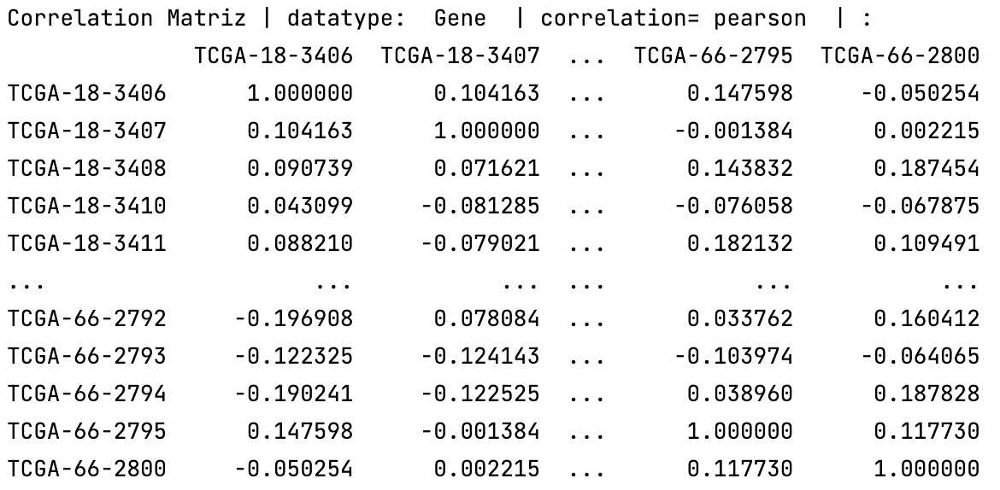 Correlation Matriz | datatype:  Gene  | correlation= pearson  | :
              TCGA-18-3406  TCGA-18-3407  ...  TCGA-66-2795  TCGA-66-2800
TCGA-18-3406      1.000000      0.104163  ...      0.147598     -0.050254
TCGA-18-3407      0.104163      1.000000  ...     -0.001384      0.002215
TCGA-18-3408      0.090739      0.071621  ...      0.143832      0.187454
TCGA-18-3410      0.043099     -0.081285  ...     -0.076058     -0.067875
TCGA-18-3411      0.088210     -0.079021  ...      0.182132      0.109491
...                    ...           ...  ...           ...           ...
TCGA-66-2792     -0.196908      0.078084  ...      0.033762      0.160412
TCGA-66-2793     -0.122325     -0.124143  ...     -0.103974     -0.064065
TCGA-66-2794     -0.190241     -0.122525  ...      0.038960      0.187828
TCGA-66-2795      0.147598     -0.001384  ...      1.000000      0.117730
TCGA-66-2800     -0.050254      0.002215  ...      0.117730      1.000000